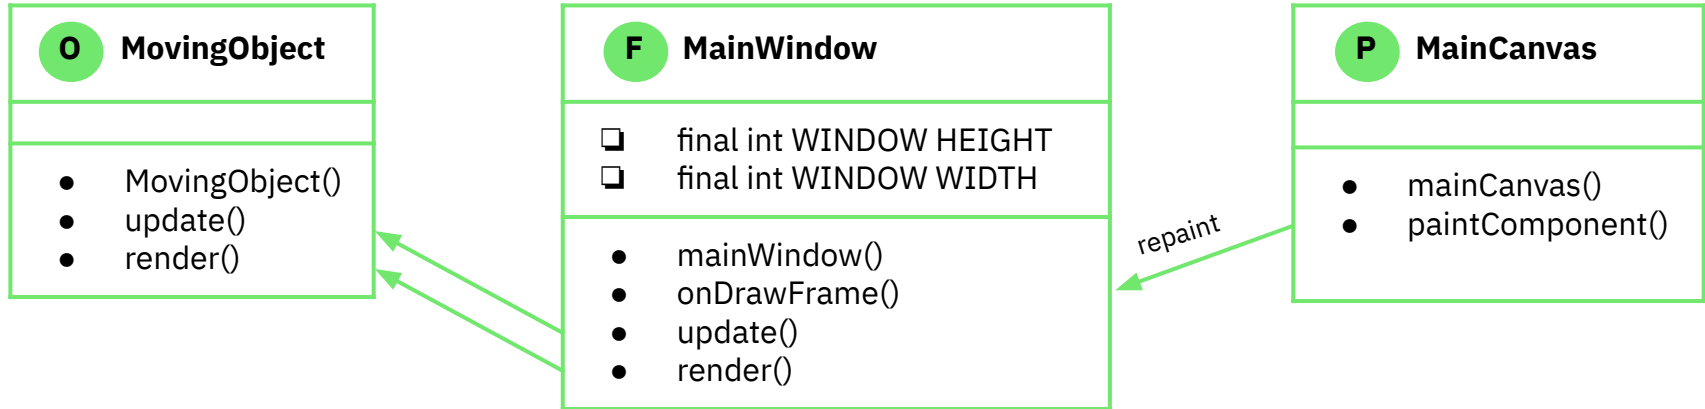 O MovingObject
MovingObject()
update()
render()
F MainWindow
final int WINDOW HEIGHT
final int WINDOW WIDTH
mainWindow()
onDrawFrame()
update()
render()
repaint
P MainCanvas
mainCanvas()
paintComponent()